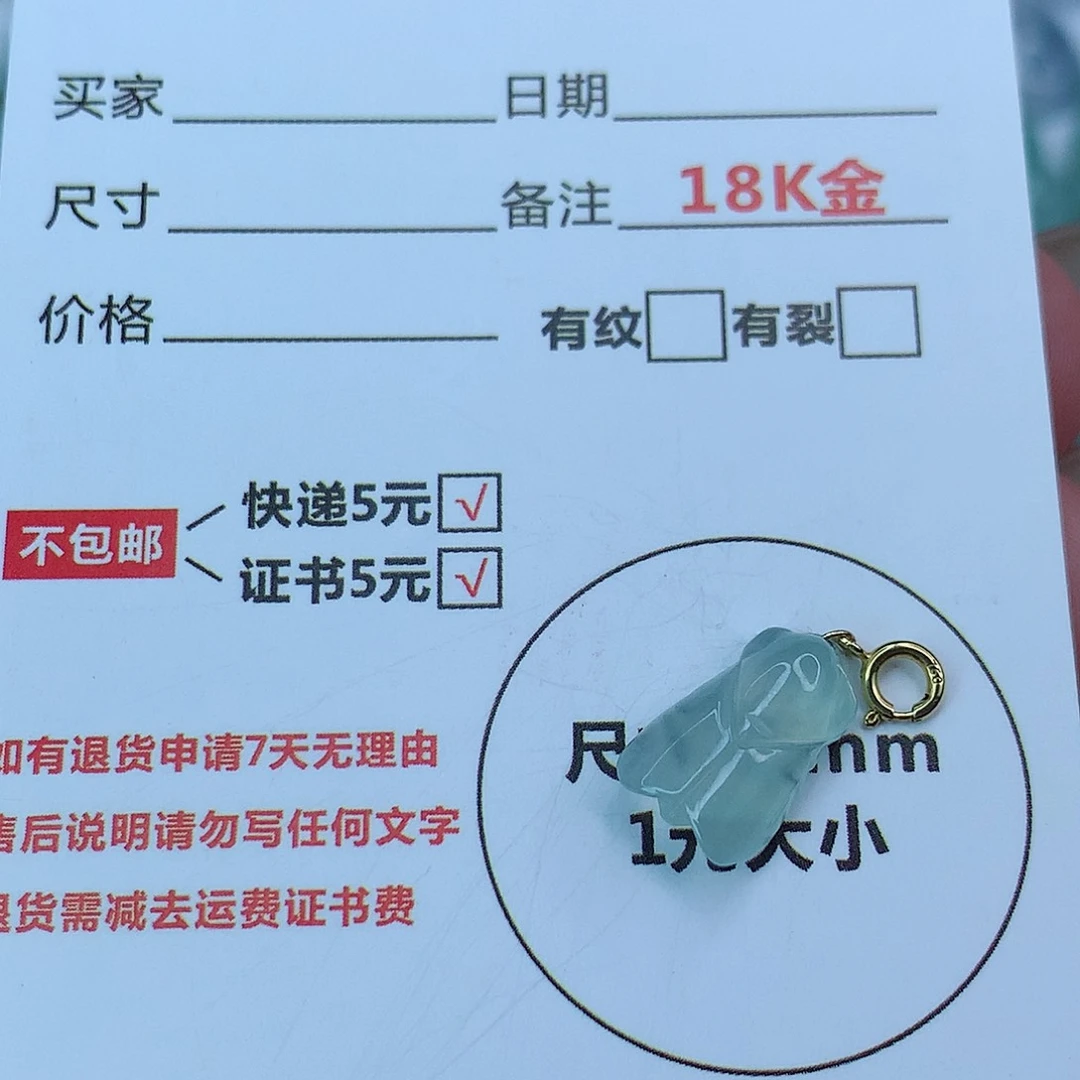 买家 日期
尺寸 备注 18K金
价格 有纹 有裂
不包邮 快递5元 √
证书5元 √
如有退货申请7天无理由
售后说明请勿写任何文字
退货需减去运费证书费
尺 mm
1元大小